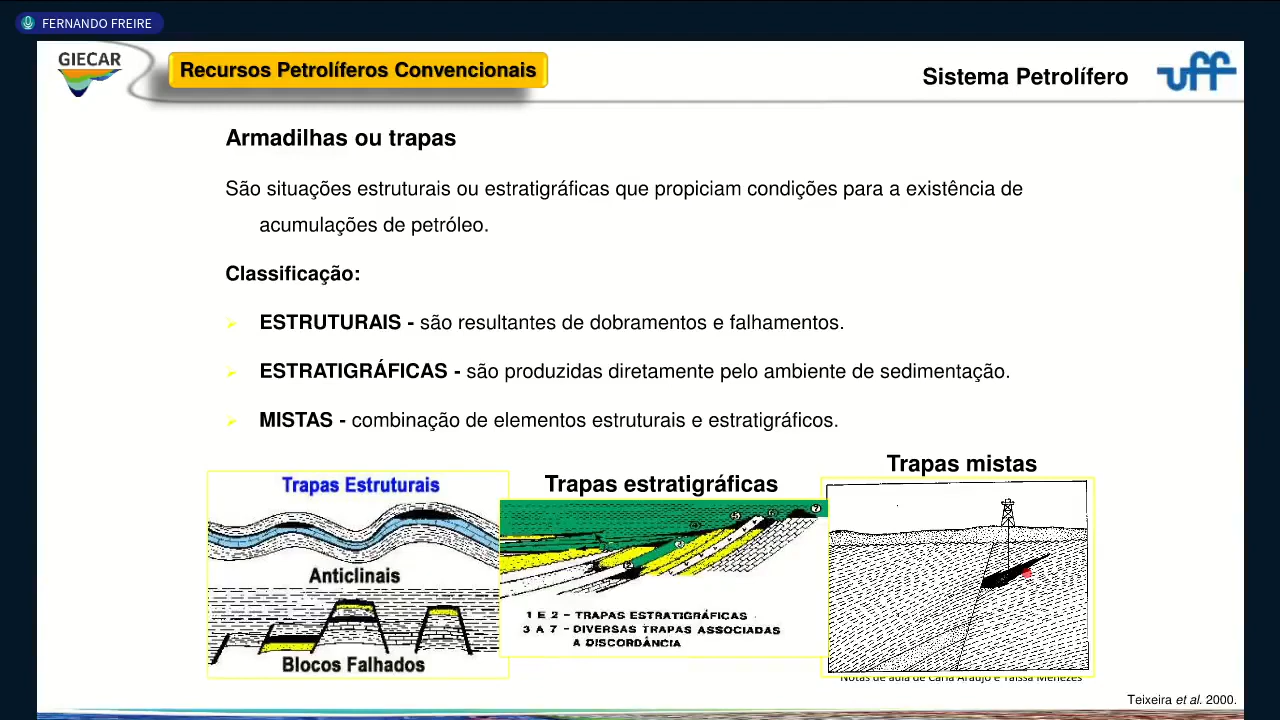 FERNANDO FREIRE
GIECAR
Recursos Petrolíferos Convencionais
Sistema Petrolífero
uff
Armadilhas ou trapas
São situações estruturais ou estratigráficas que propiciam condições para a existência de
acumulações de petróleo.
Classificação:
ESTRUTURAIS - são resultantes de dobramentos e falhamentos.
ESTRATIGRÁFICAS - são produzidas diretamente pelo ambiente de sedimentação.
MISTAS - combinação de elementos estruturais e estratigráficos.
Trapas Estruturais
Anticlinais
Blocos Falhados
Trapas estratigráficas
1 E 2 – TRAPAS ESTRATIGRÁFICAS
3 A 7 – DIVERSAS TRAPAS ASSOCIADAS
A DISCORDÂNCIA
Trapas mistas
Notas de aula de Carla Araújo e Taíssa Menezes
Teixeira et al. 2000.